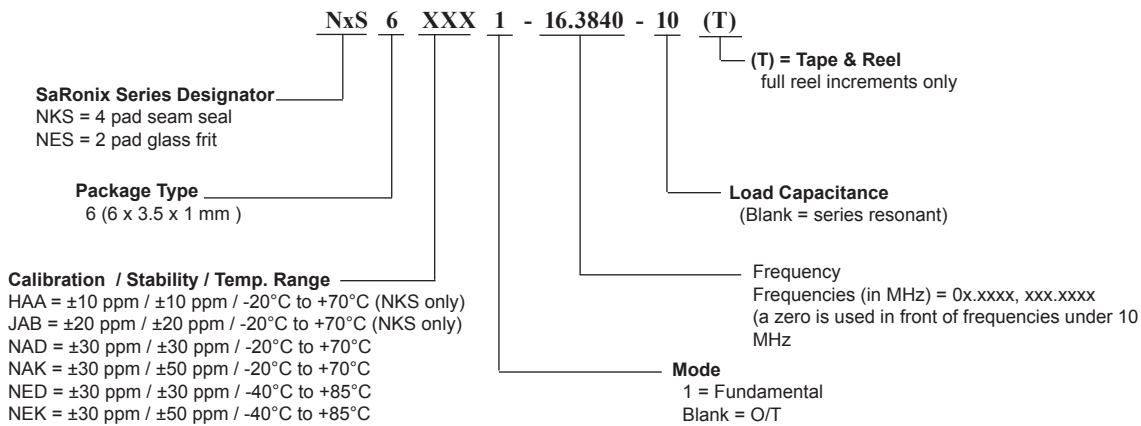 NxS 6 XXX 1 - 16.3840 - 10 (T)
(T) = Tape & Reel
full reel increments only
SaRonix Series Designator
NKS = 4 pad seam seal
NES = 2 pad glass frit
Package Type
6 (6 x 3.5 x 1 mm )
Load Capacitance
(Blank = series resonant)
Calibration / Stability / Temp. Range
HAA = ±10 ppm / ±10 ppm / -20°C to +70°C (NKS only)
JAB = ±20 ppm / ±20 ppm / -20°C to +70°C (NKS only)
NAD = ±30 ppm / ±30 ppm / -20°C to +70°C
NAK = ±30 ppm / ±50 ppm / -20°C to +70°C
NED = ±30 ppm / ±30 ppm / -40°C to +85°C
NEK = ±30 ppm / ±50 ppm / -40°C to +85°C
Frequency
Frequencies (in MHz) = 0x.xxxx, xxx.xxxx
(a zero is used in front of frequencies under 10
MHz
Mode
1 = Fundamental
Blank = O/T